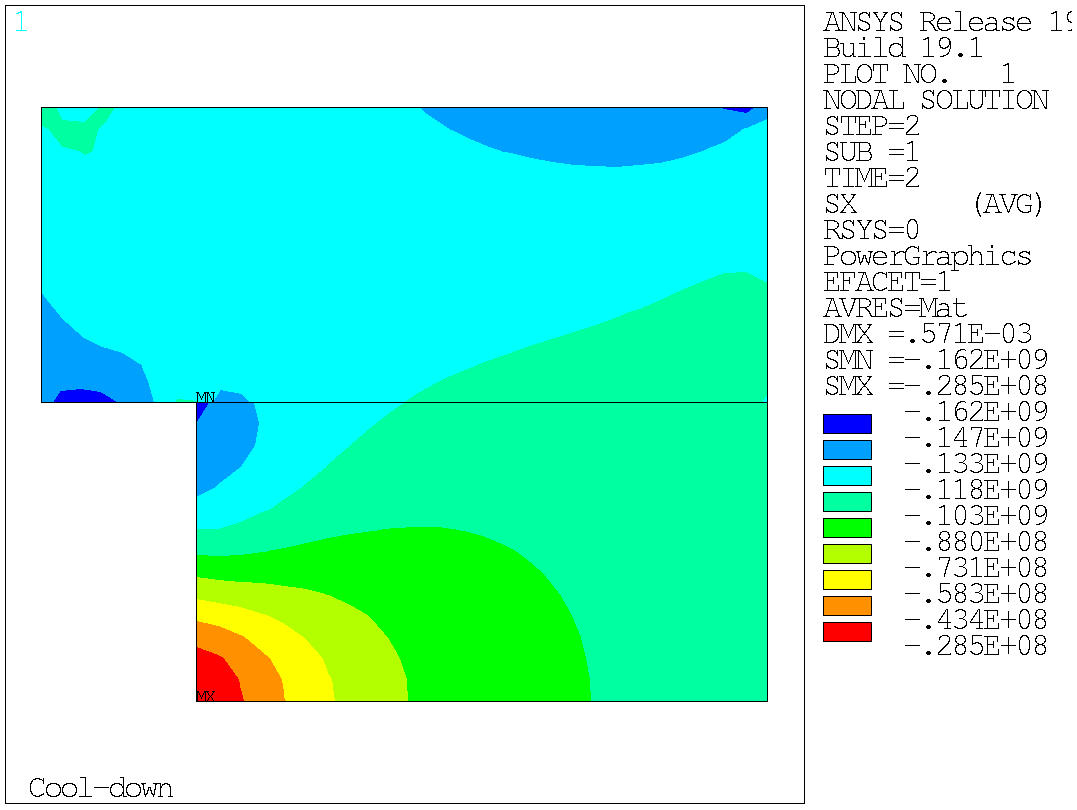 1
ANSYS Release 19
Build 19.1
PLOT NO. 1
NODAL SOLUTION
STEP=2
SUB =1
TIME=2
SX (AVG)
RSYS=0
PowerGraphics
EFACET=1
AVRES=Mat
DMX =.571E-03
SMN =-.162E+09
SMX =-.285E+08
-.162E+09
-.147E+09
-.133E+09
-.118E+09
-.103E+09
-.880E+08
-.731E+08
-.583E+08
-.434E+08
-.285E+08
MN
MX
Cool-down